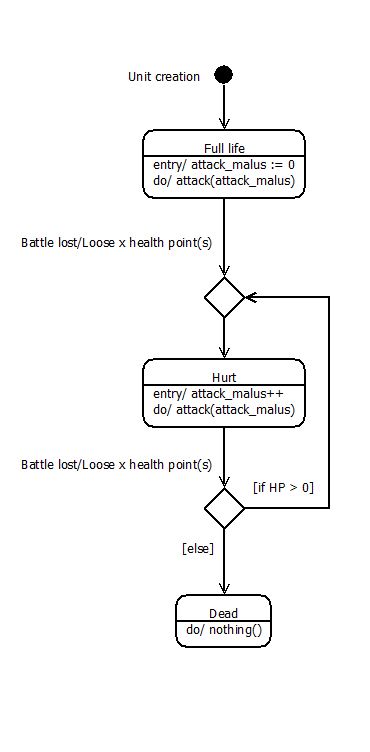 Unit creation
Full life
entry/ attack_malus := 0
do/ attack(attack_malus)
Battle lost/Loose x health point(s)
Hurt
entry/ attack_malus++
do/ attack(attack_malus)
Battle lost/Loose x health point(s)
[if HP > 0]
[else]
Dead
do/ nothing()